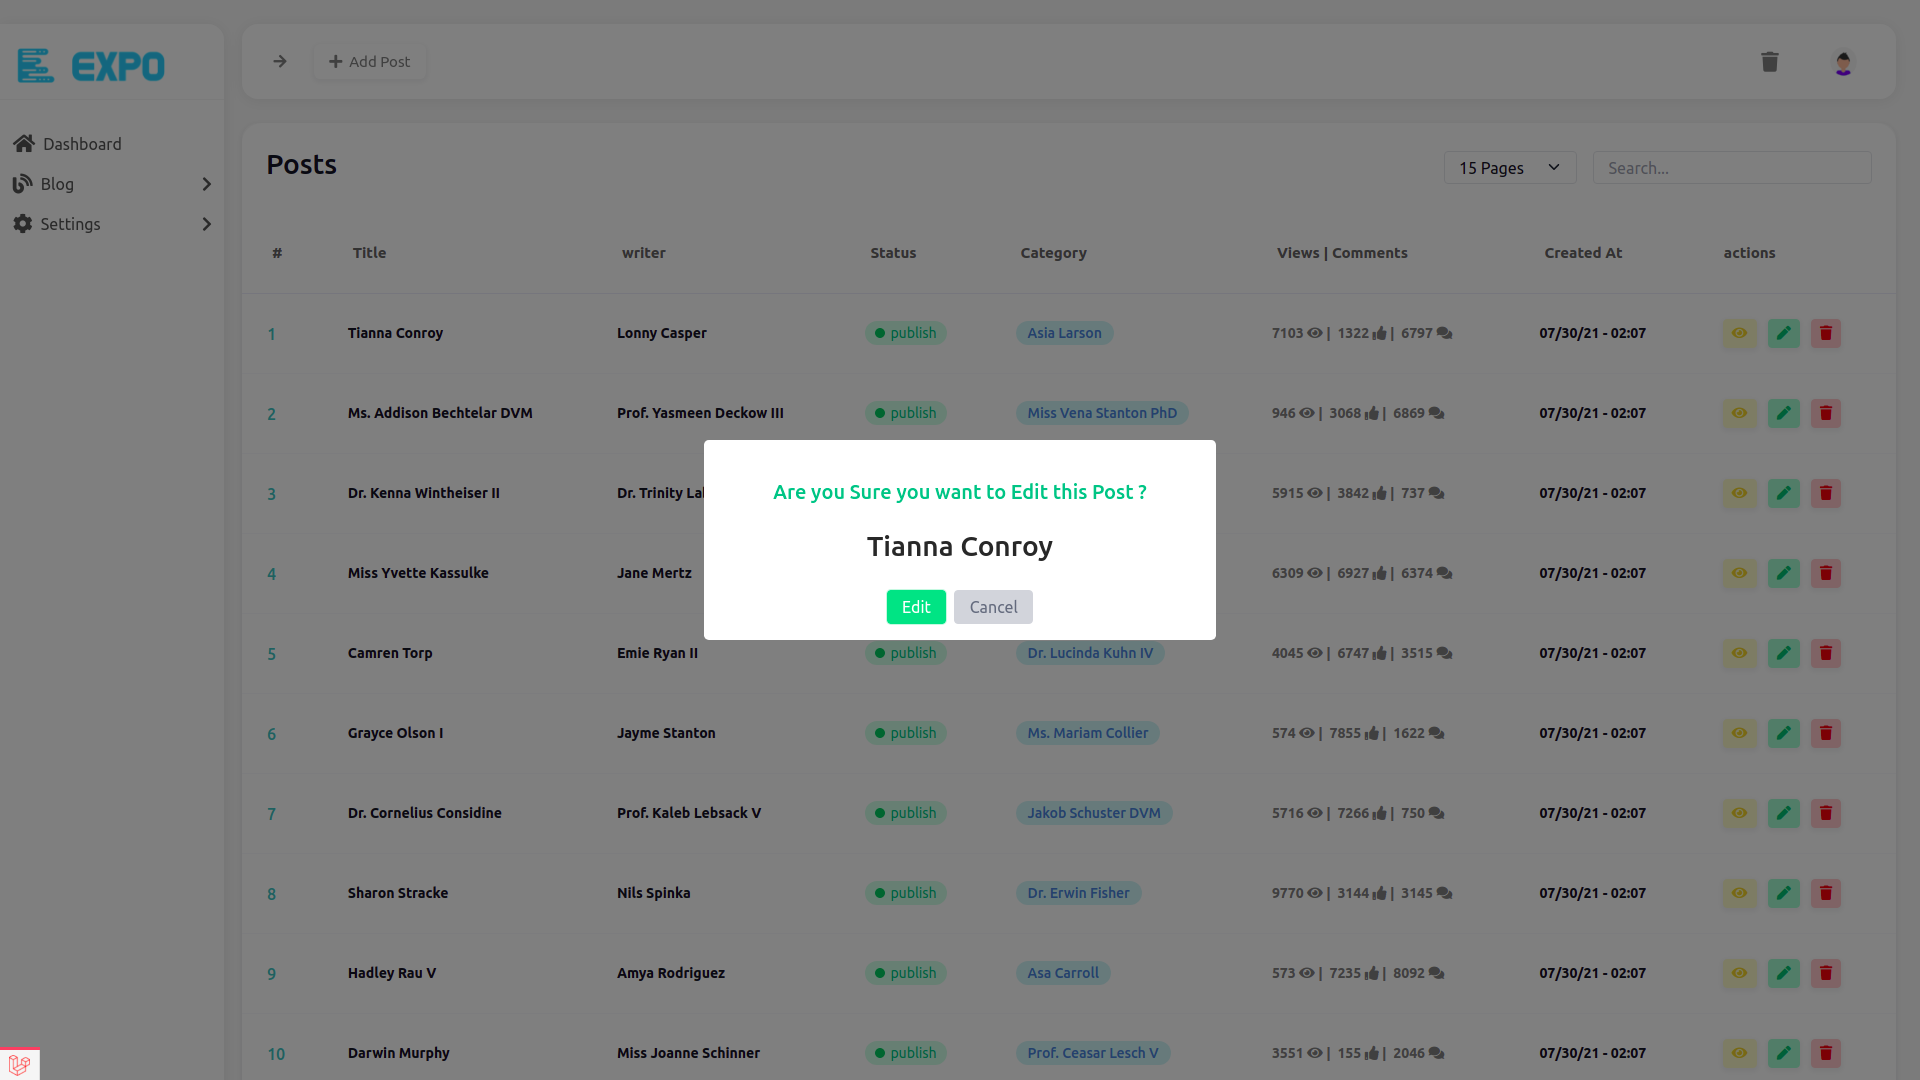 EXPO
+ Add Post
Dashboard
Blog
Settings
Posts
15 Pages
Search...
# Title writer Status Category Views | Comments Created At actions
1 Tianna Conroy Lonny Casper publish Asia Larson 7103 | 1322 | 6797 07/30/21 - 02:07
2 Ms. Addison Bechtelar DVM Prof. Yasmeen Deckow III publish Miss Vena Stanton PhD 946 | 3068 | 6869 07/30/21 - 02:07
3 Dr. Kenna Wintheiser II Dr. Trinity 5915 | 3842 | 737 07/30/21 - 02:07
4 Miss Yvette Kassulke Jane Mertz 6309 | 6927 | 6374 07/30/21 - 02:07
5 Camren Torp Emie Ryan II publish Dr. Lucinda Kuhn IV 4045 | 6747 | 3515 07/30/21 - 02:07
6 Grayce Olson I Jayme Stanton publish Ms. Mariam Collier 574 | 7855 | 1622 07/30/21 - 02:07
7 Dr. Cornelius Considine Prof. Kaleb Lebsack V publish Jakob Schuster DVM 5716 | 7266 | 750 07/30/21 - 02:07
8 Sharon Stracke Nils Spinka publish Dr. Erwin Fisher 9770 | 3144 | 3145 07/30/21 - 02:07
9 Hadley Rau V Amya Rodriguez publish Asa Carroll 573 | 7235 | 8092 07/30/21 - 02:07
10 Darwin Murphy Miss Joanne Schinner publish Prof. Ceasar Lesch V 3551 | 155 | 2046 07/30/21 - 02:07
Are you Sure you want to Edit this Post ?
Tianna Conroy
Edit
Cancel